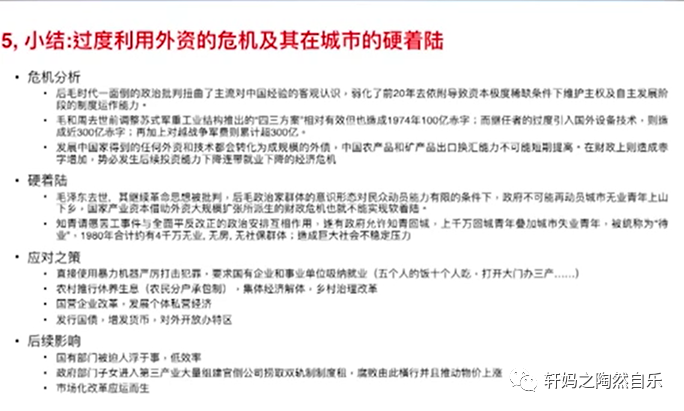 5, 小结:过度利用外资的危机及其在城市的硬着陆
• 危机分析
• 后毛时代一面倒的政治批判扭曲了主流对中国经验的客观认识，弱化了前20年去依附导致资本极度稀缺条件下维护主权及自主发展阶段的制度运作能力。
• 毛和周去世前调整苏式军重工业结构推出的“四三方案”相对有效但也造成1974年100亿赤字；而继任者的过度引入国外设备技术，则造成近300亿赤字；再加上对越战争军费则累计超300亿。
• 发展中国家得到的任何外资和技术都会转化为成规模的外债，中国农产品和矿产品出口换汇能力不可能短期提高。在财政上则造成赤字增加，势必发生后续投资能力下降连带就业下降的经济危机
• 硬着陆
• 毛泽东去世，其继续革命思想被批判，后毛政治家群体的意识形态对民众动员能力有限的条件下，政府不可能再动员城市无业青年上山下乡，国家产业资本借助外资大规模扩张所派生的财政危机也就不能实现软着陆。
• 知青请愿罢工事件与全面平反改正的政治安排互相作用，遂有政府允许知青回城，上千万回城青年叠加城市失业青年，被统称为“待业”，1980年合计约有4千万无业, 无房, 无社保群体；造成巨大社会不稳定压力
• 应对之策
• 直接使用暴力机器严厉打击犯罪，要求国有企业和事业单位吸纳就业（五个人的饭十个人吃，打开大门办三产……）
• 农村推行休养生息（农民分户承包制），集体经济解体，乡村治理改革
• 国营企业改革，发展个体私营经济
• 发行国债，增发货币，对外开放办特区
• 后续影响
• 国有部门被迫人浮于事，低效率
• 政府部门子女进入第三产业大量组建官倒公司捞取双轨制制度租，腐败由此横行并且推动物价上涨
• 市场化改革应运而生
轩妈之陶然自乐